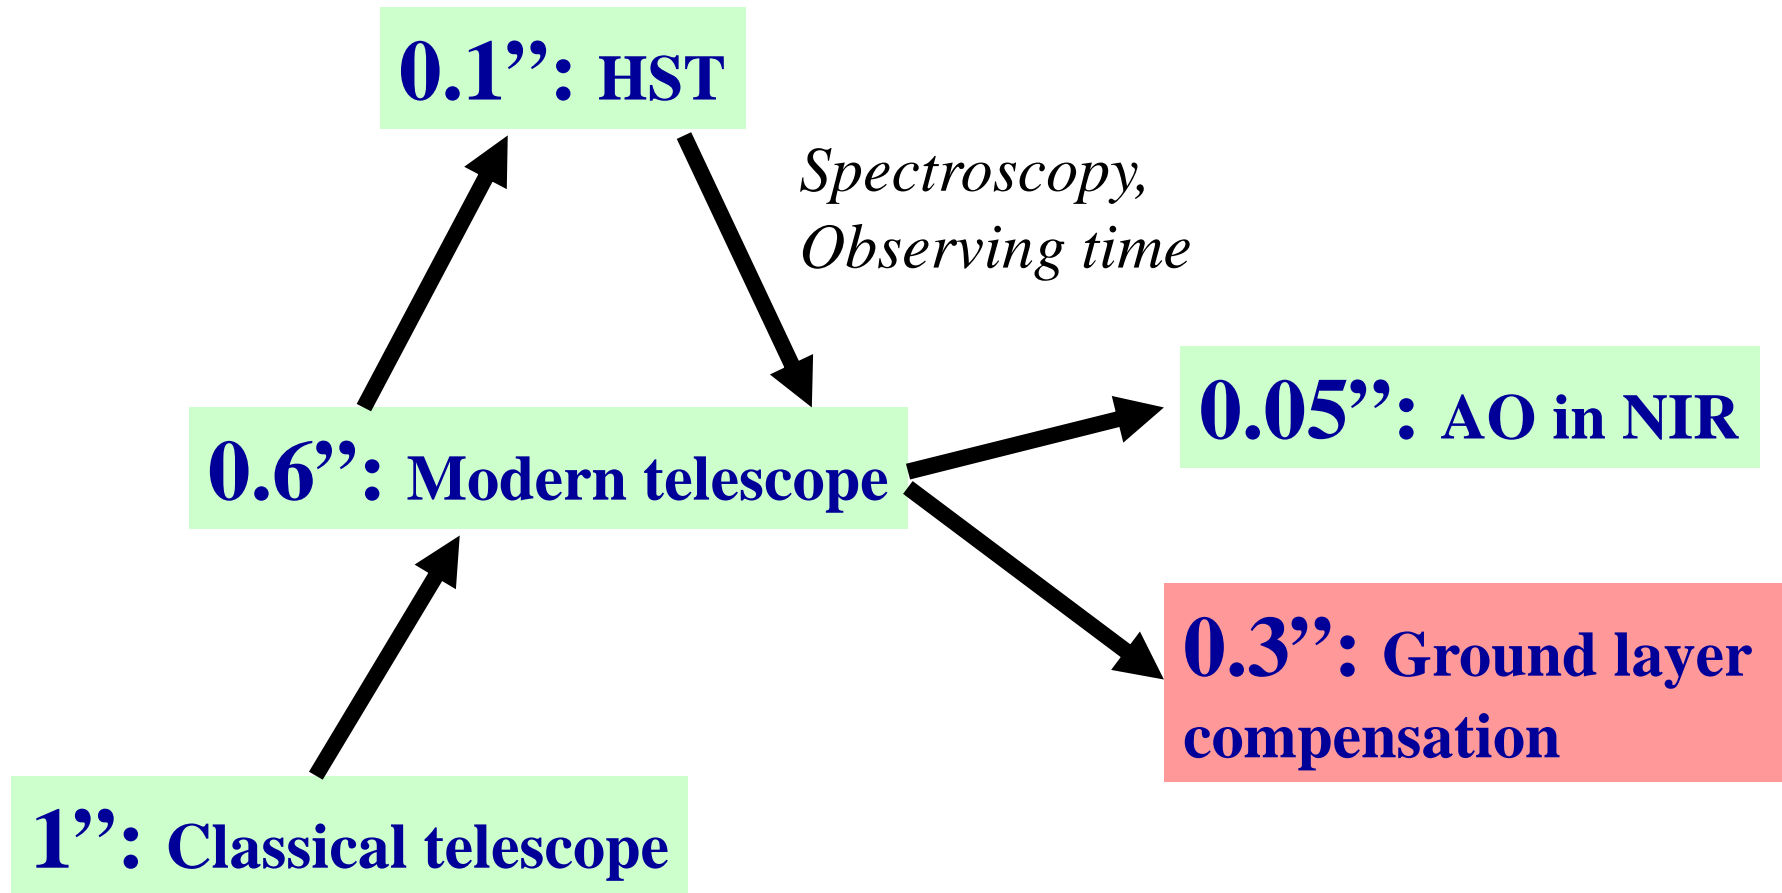 0.1”: HST
Spectroscopy,
Observing time
0.05”: AO in NIR
0.6”: Modern telescope
0.3”: Ground layer
compensation
1”: Classical telescope